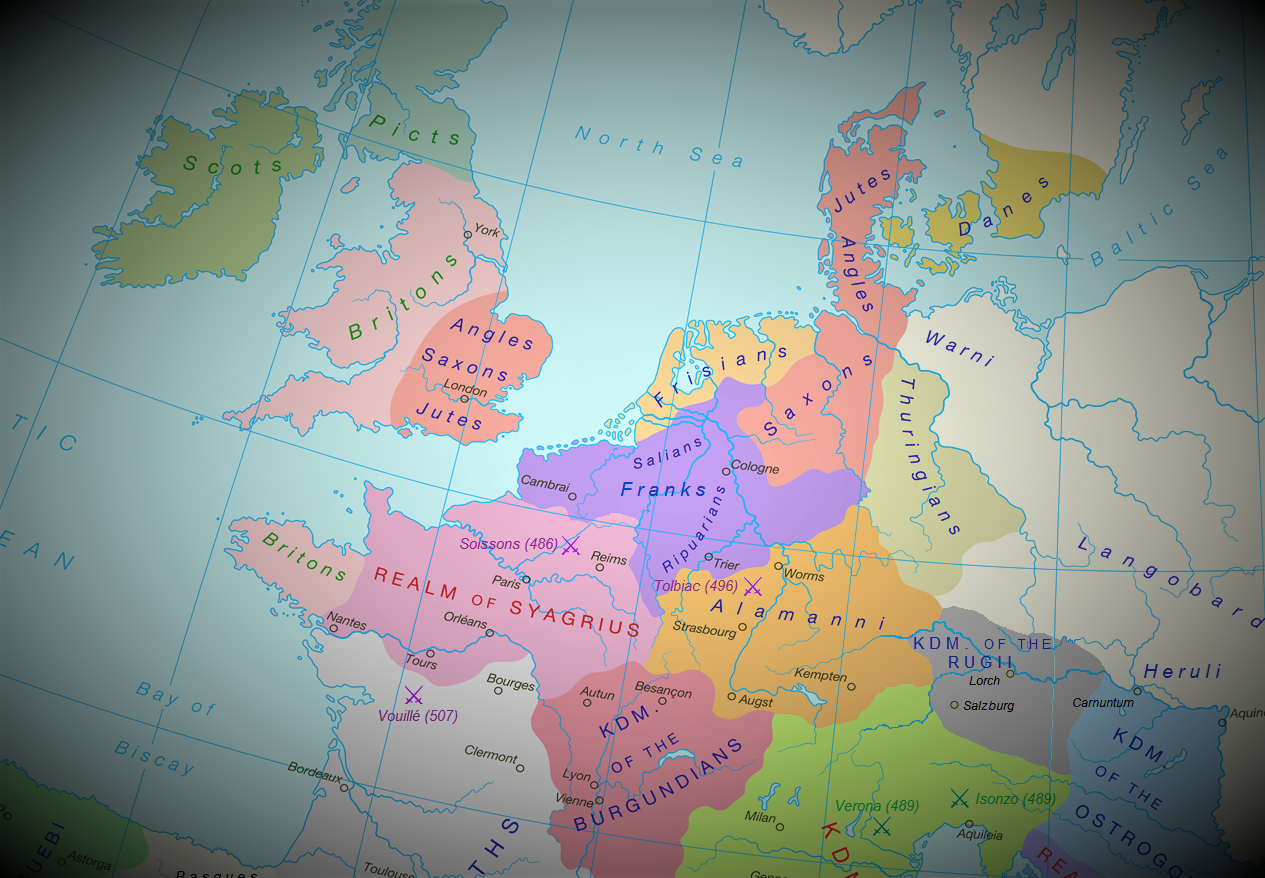 Picts
Scots
North Sea
Jutes
Danes
Baltic Sea
York
Britons
Angles
Angles
Saxons
London
Jutes
Warni
Frisians
Saxons
Thuringians
TIC
EAN
Salians
Franks
Ripuarians
Cologne
Cambrai
Soissons (486)
Reims
Trier
Worms
Langobard
Britons
REALM OF SYAGRIUS
Paris
Tolbiac (496)
Alamanni
Strasbourg
Orléans
Nantes
Tours
KDM. OF THE
RUGII
Heruli
Lorch
Salzburg
Carnuntum
Kempten
Bourges
Autun
Besançon
Augst
Vouillé (507)
Bay of
Biscay
KDM.
OF THE
BURGUNDIANS
KDM.
OF THE
OSTROGO
Clermont
Lyon
Vienne
Bordeaux
Milan
Verona (489)
Isonzo (489)
Aquileia
KDM
REA
UEBI
Astorga
Basques
Toulouse
THS
Genoa